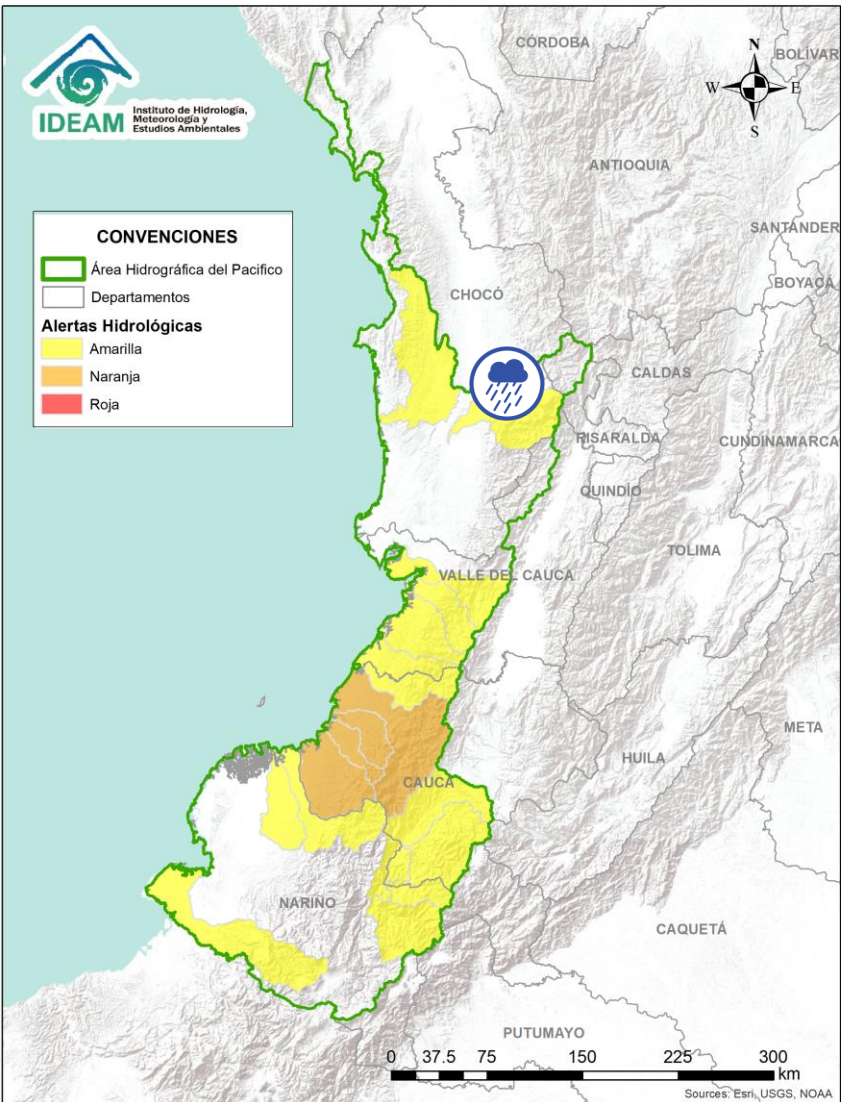 IDEAM
Instituto de Hidrología,
Meteorología y
Estudios Ambientales
N
W
E
S
CÓRDOBA
BOLÍVAR
ANTIOQUIA
SANTANDER
BOYACÁ
CONVENCIONES
Área Hidrográfica del Pacifico
Departamentos
Alertas Hidrológicas
Amarilla
Naranja
Roja
CHOCÓ
CALDAS
RISARALDA
CUNDINAMARCA
QUINDÍO
TOLIMA
VALLE DEL CAUCA
META
HUILA
CAUCA
NARIÑO
CAQUETÁ
PUTUMAYO
0 37.5 75 150 225 300
km
Sources: Esri, USGS, NOAA